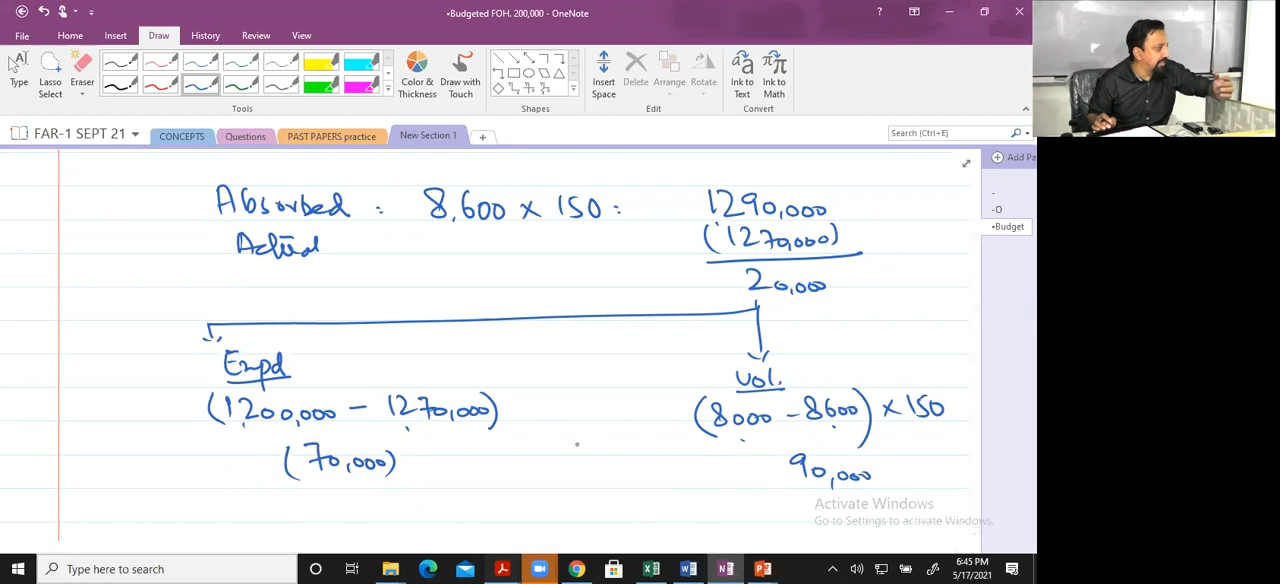 •Budgeted FOH. 200,000 - OneNote
File Home Insert Draw History Review View
Type
Lasso Select
Eraser
Color & Thickness
Draw with Touch
Insert Space
Delete
Arrange
Rotate
Ink to Text
Ink to Math
Tools Shapes Edit Convert
FAR-1 SEPT 21 CONCEPTS Questions PAST PAPERS practice New Section 1
Search (Ctrl+E)
Add Pa
-
-O
•Budget
Absorbed : 8,600 × 150 : 1290,000
Actual (1270,000)
20,000
Expd
Vol.
(1200,000 - 1270,000)
(8000 - 8600) × 150
(70,000)
90,000
Activate Windows
Go to Settings to activate Windows.
Type here to search
6:45 PM
5/17/2021